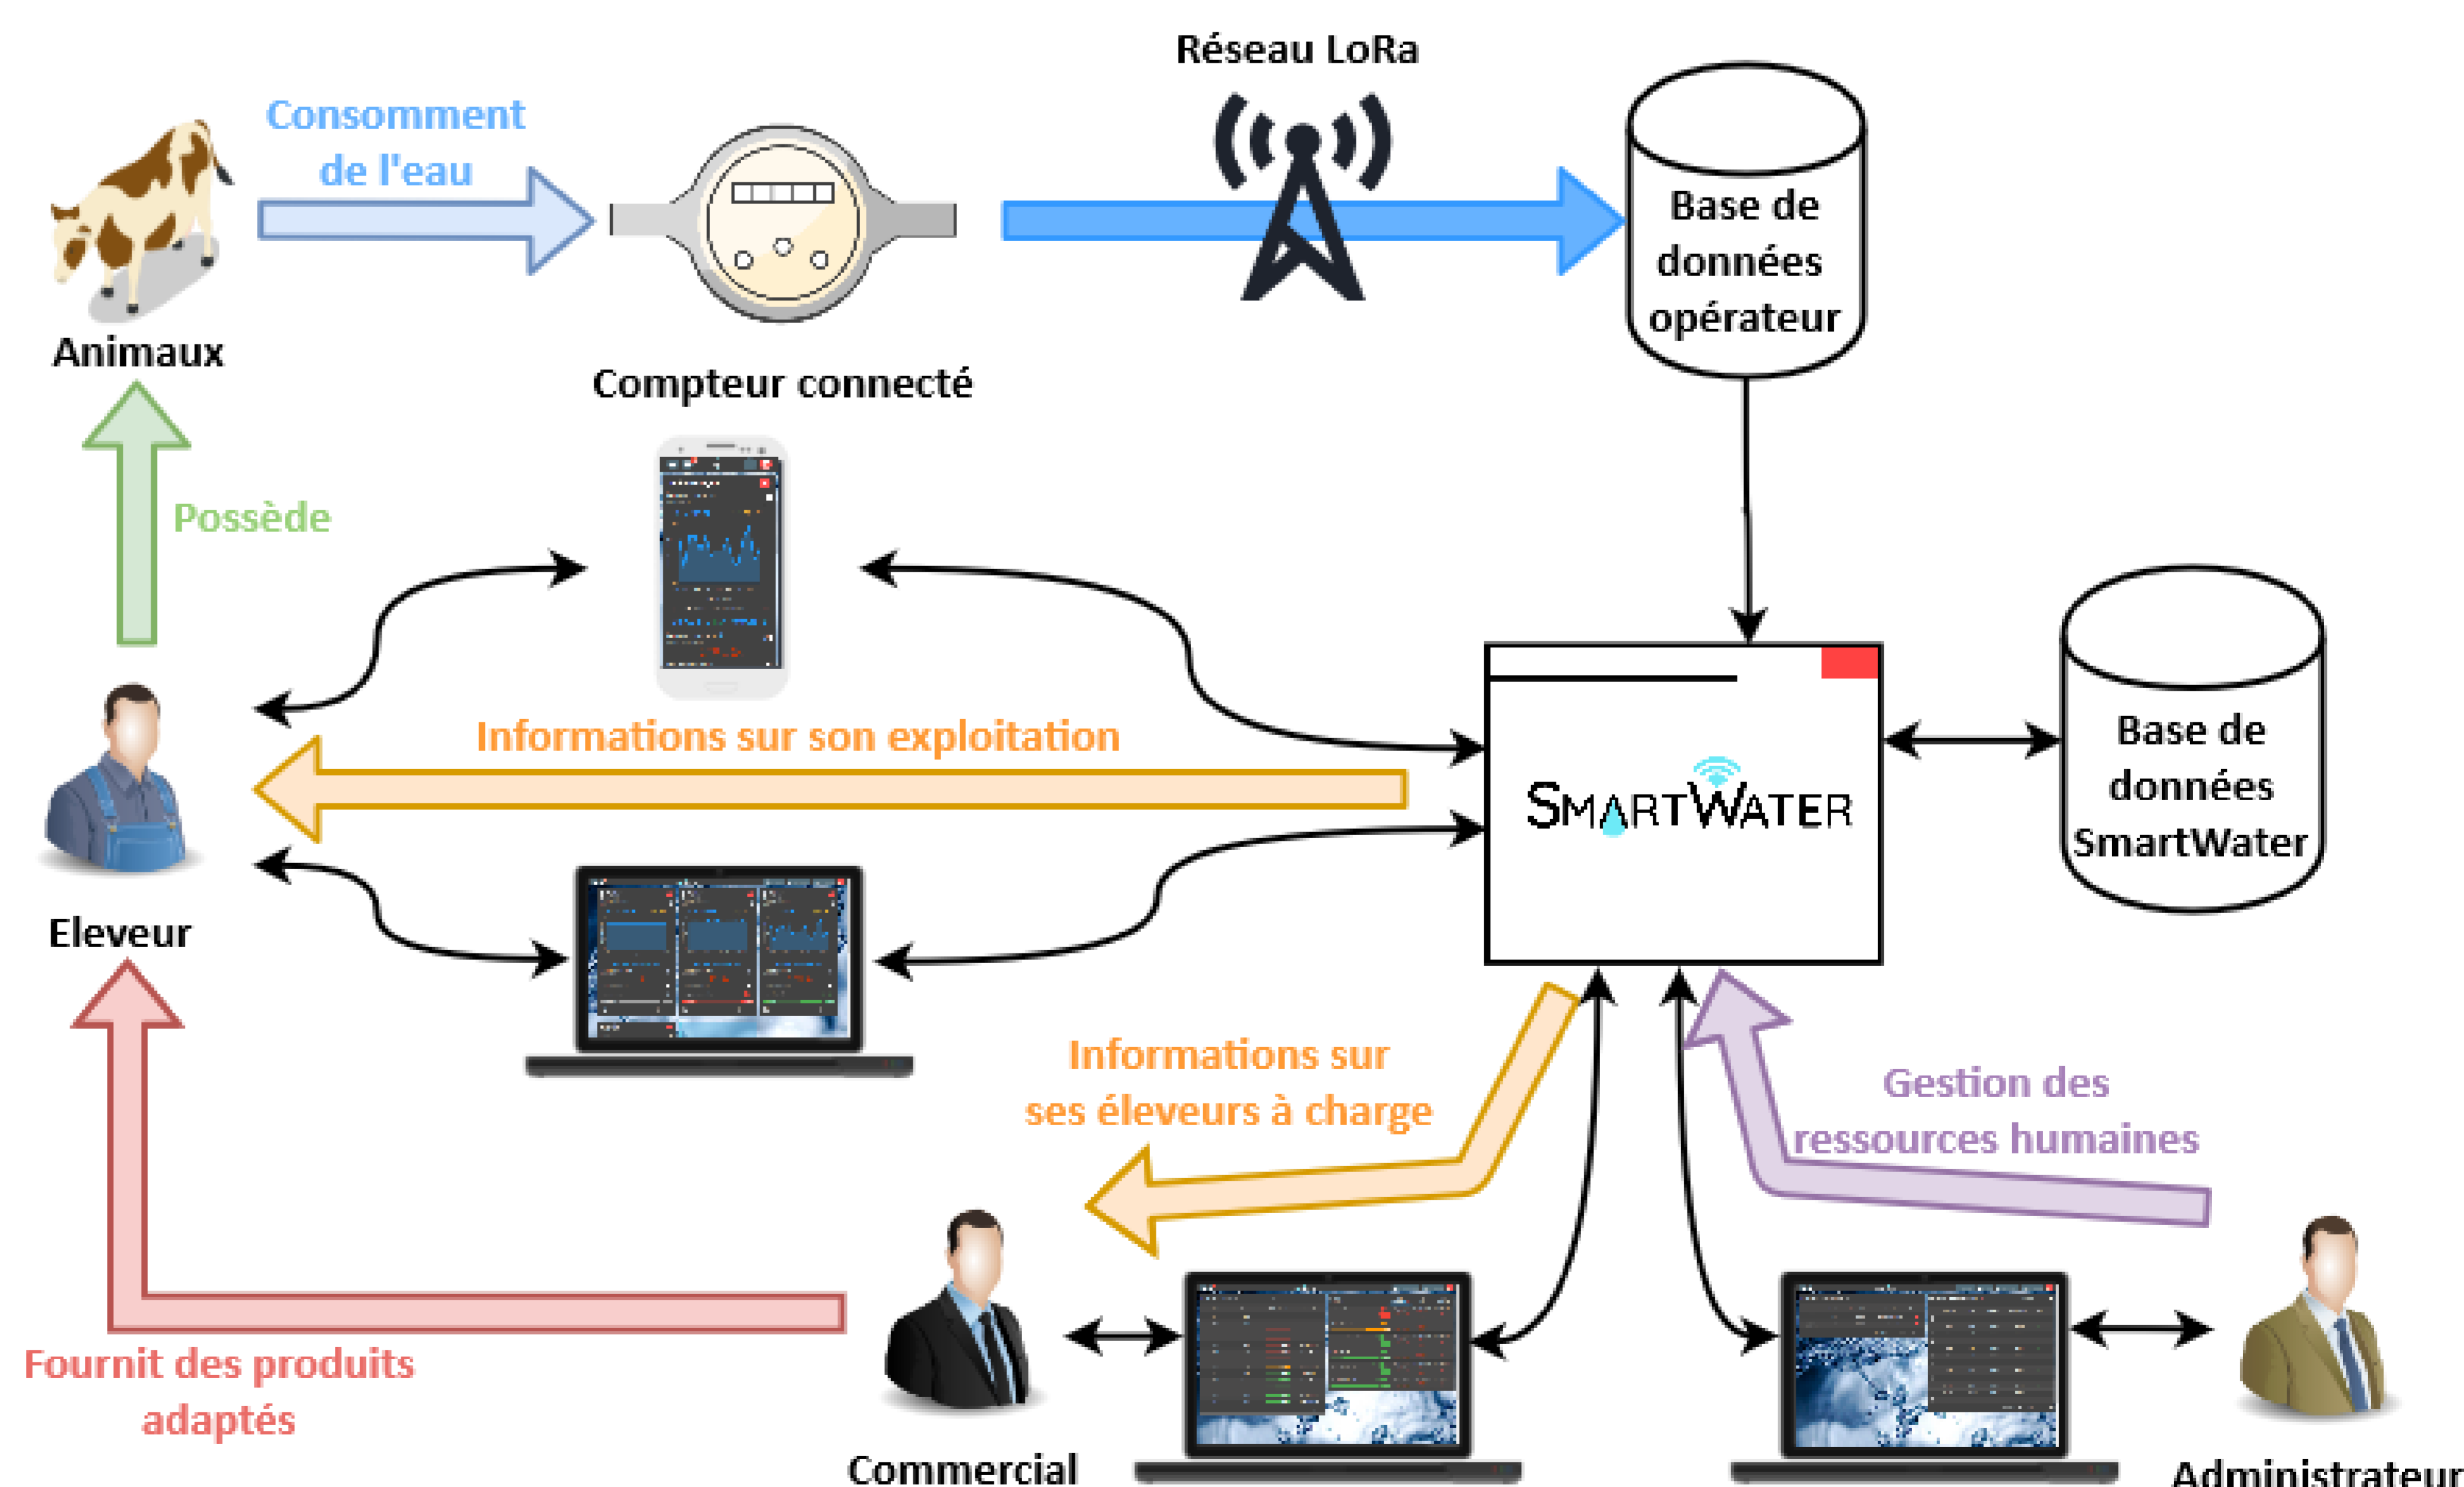 Réseau LoRa
Consomment
de l'eau
Base de
données
opérateur
Animaux
Compteur connecté
Possède
Informations sur son exploitation
SMARTWATER
Base de
données
SmartWater
Eleveur
Informations sur
ses éleveurs à charge
Gestion des
ressources humaines
Fournit des produits
adaptés
Commercial
Administrateur